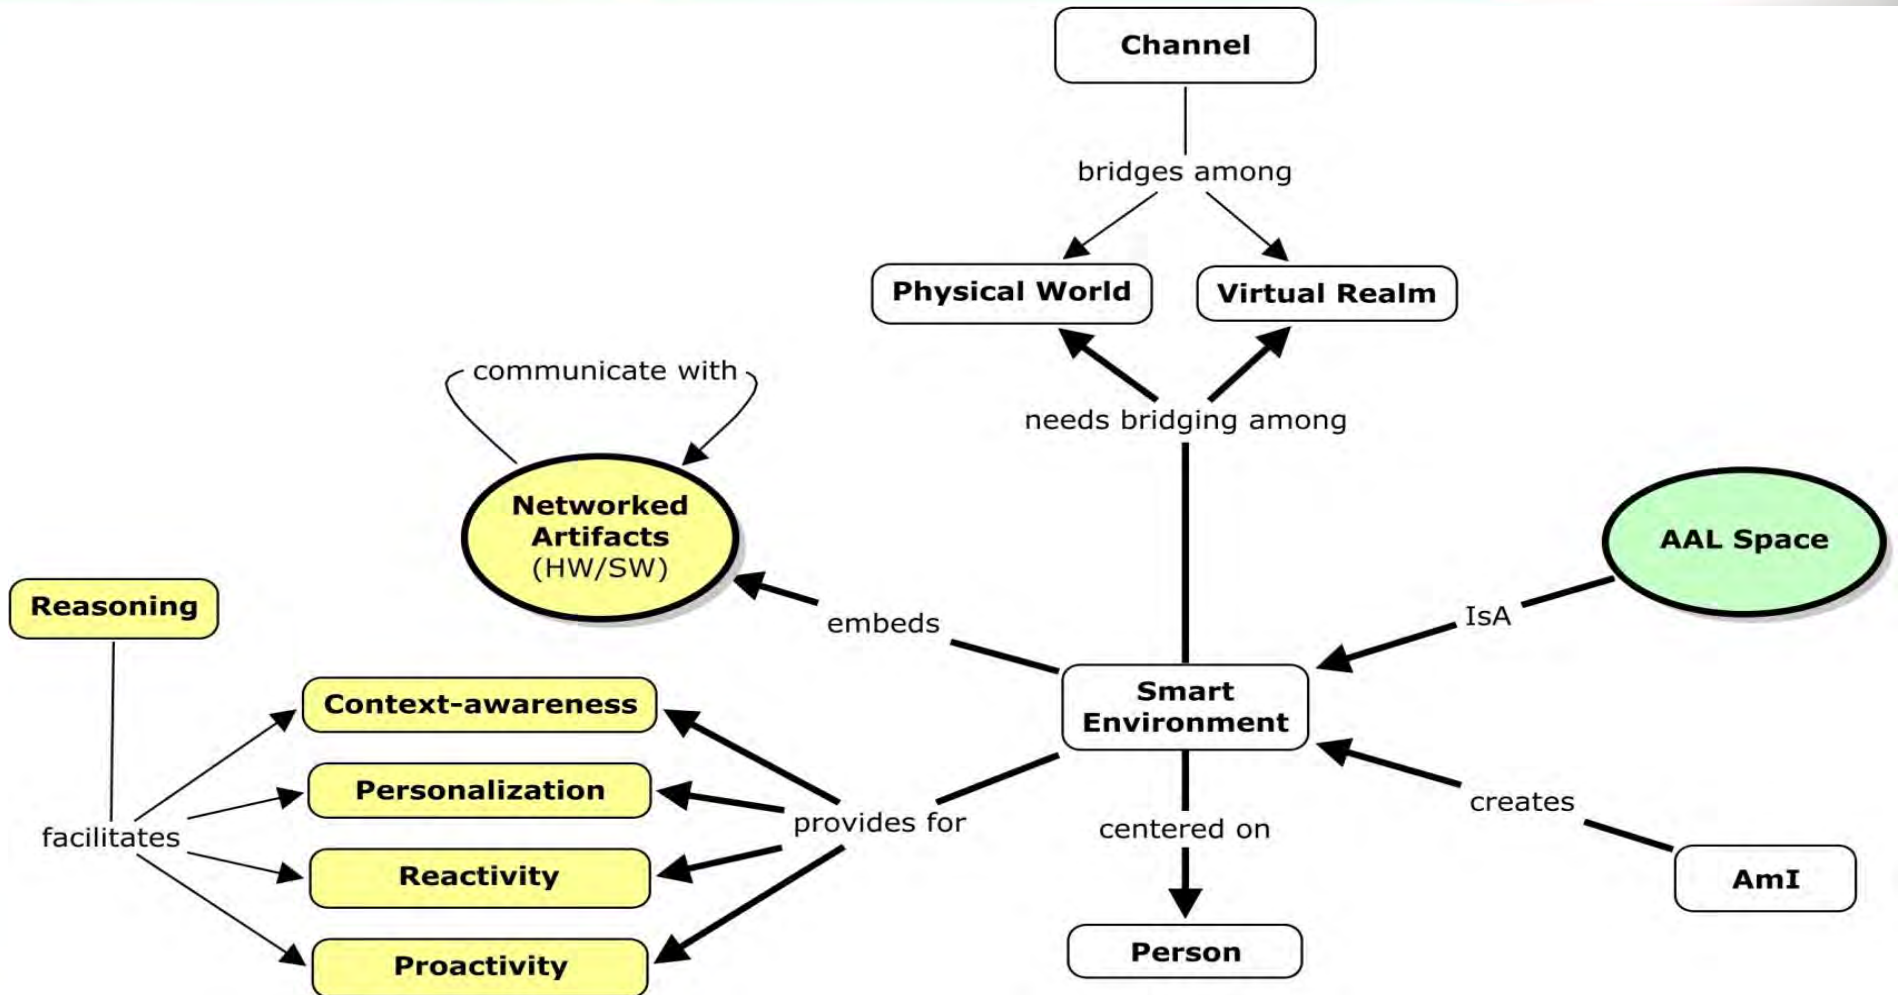 Channel
bridges among
Physical World
Virtual Realm
communicate with
needs bridging among
Networked
Artifacts
(HW/SW)
AAL Space
Reasoning
embeds
IsA
Smart
Environment
Context-awareness
Personalization
creates
facilitates
provides for
centered on
Reactivity
AmI
Person
Proactivity